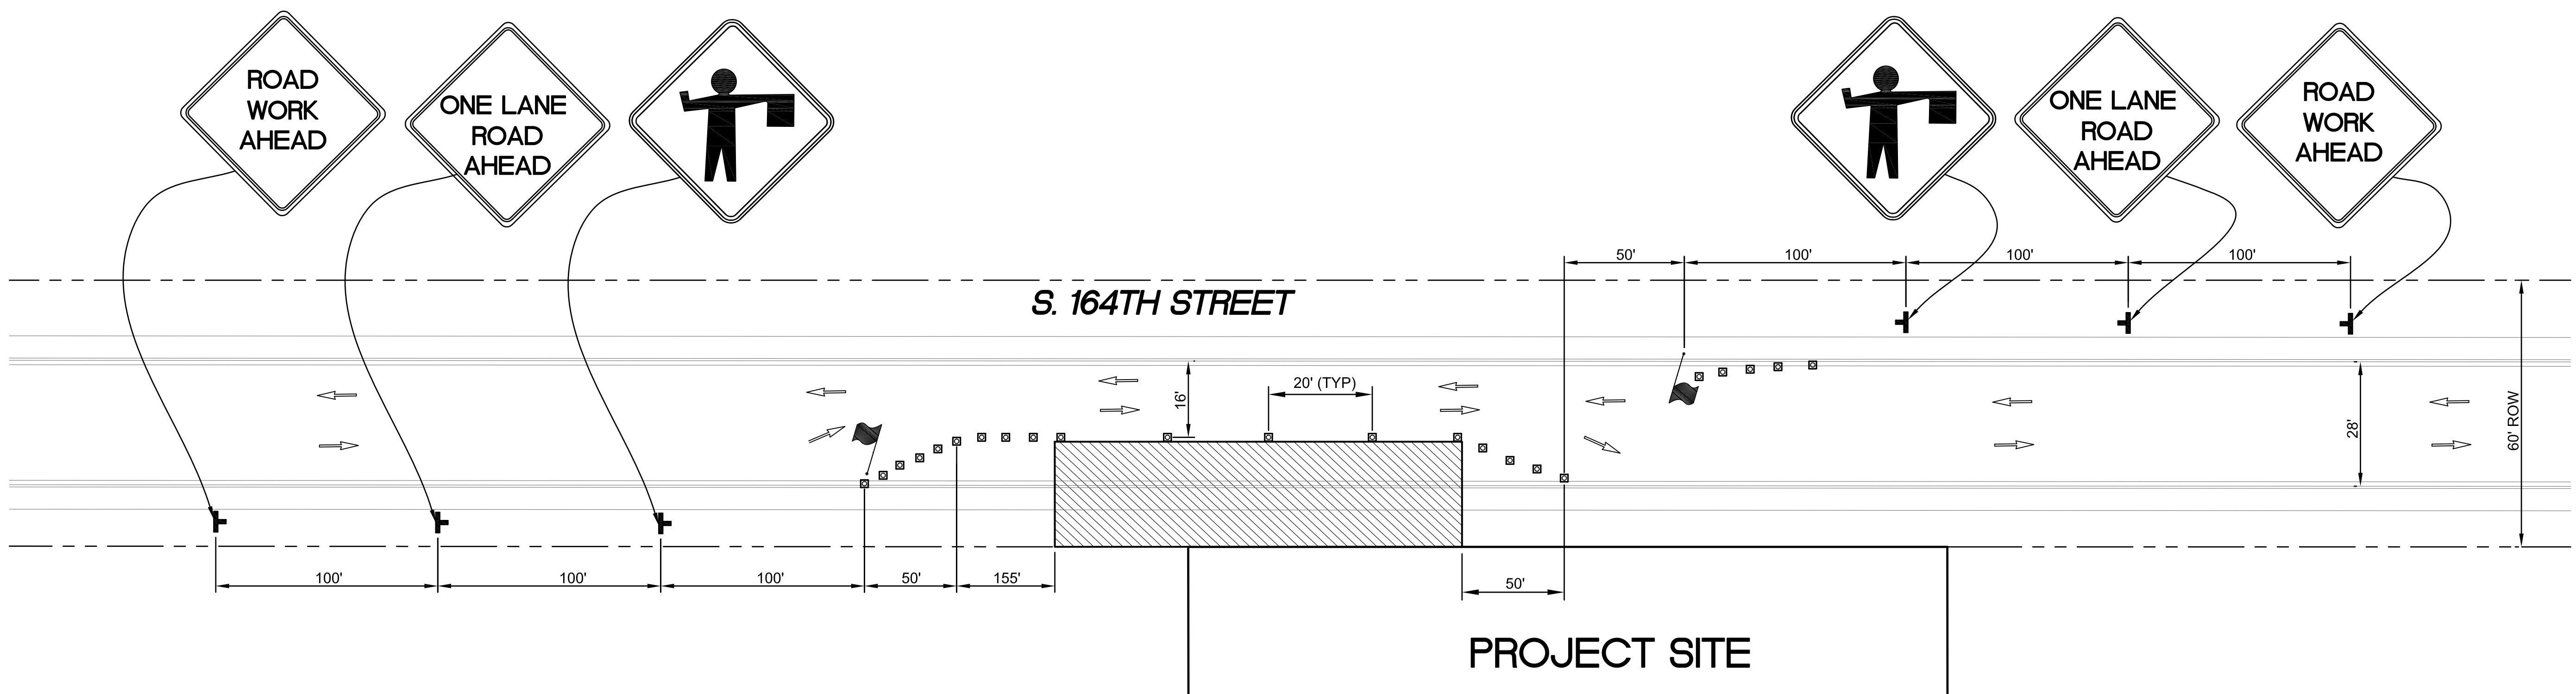 ROAD
WORK
AHEAD
ONE LANE
ROAD
AHEAD
ONE LANE
ROAD
AHEAD
ROAD
WORK
AHEAD
50'
100'
100'
100'
S. 164TH STREET
16'
20' (TYP)
28'
60' ROW
100'
100'
100'
50'
155'
50'
PROJECT SITE